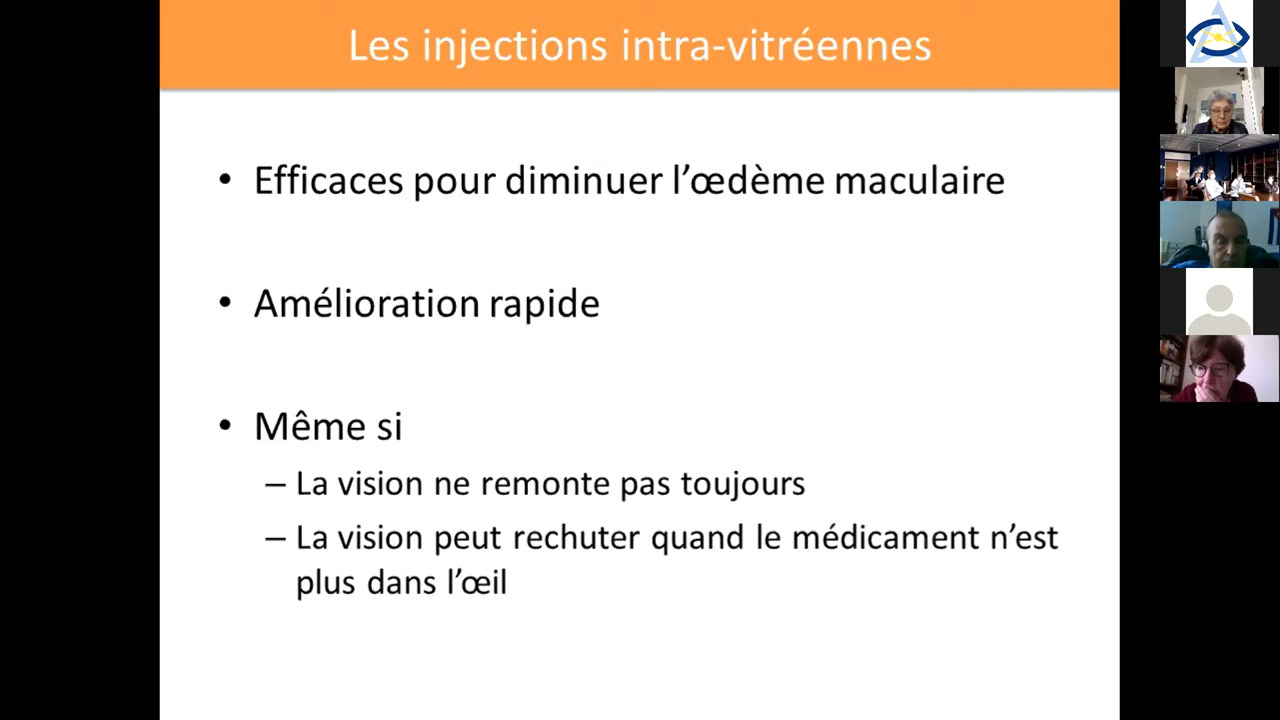 Les injections intra-vitréennes
• Efficaces pour diminuer l’œdème maculaire
• Amélioration rapide
• Même si
– La vision ne remonte pas toujours
– La vision peut rechuter quand le médicament n’est
plus dans l’œil